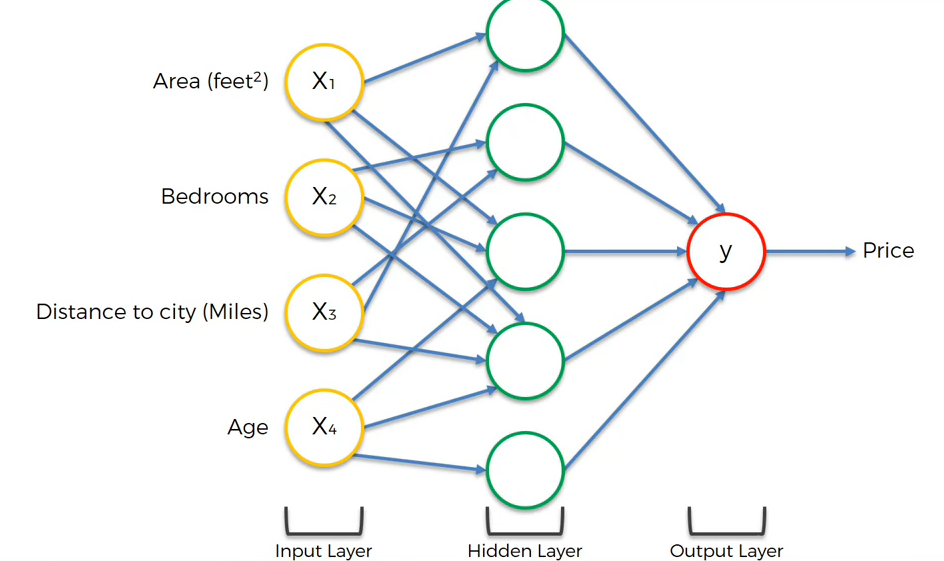 Area (feet²)
X₁
Bedrooms
X₂
Distance to city (Miles)
X₃
Age
X₄
y
Price
Input Layer
Hidden Layer
Output Layer